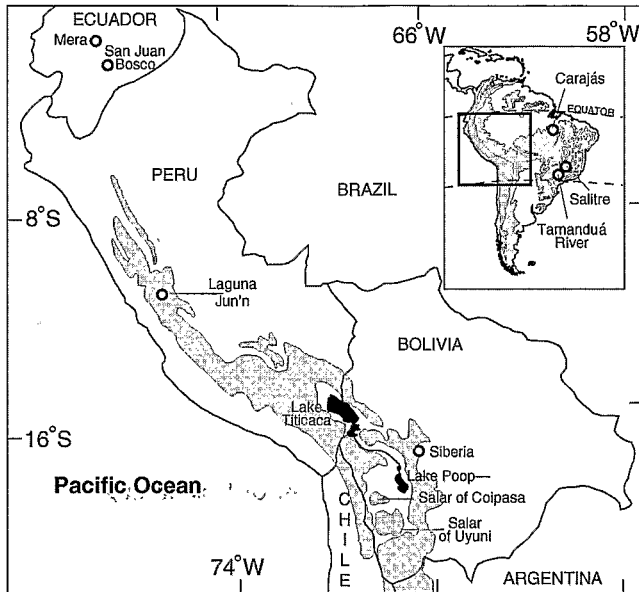 ECUADOR
Mera
San Juan
Bosco
66°W
58°W
Carajás
EQUATOR
Salitre
Tamanduá
River
PERU
BRAZIL
8°S
Laguna
Jun'n
BOLIVIA
Lake
Titicaca
16°S
Siberia
Lake Poop—
Pacific Ocean
Salar of Coipasa
CHILE
Salar
of Uyuni
74°W
ARGENTINA